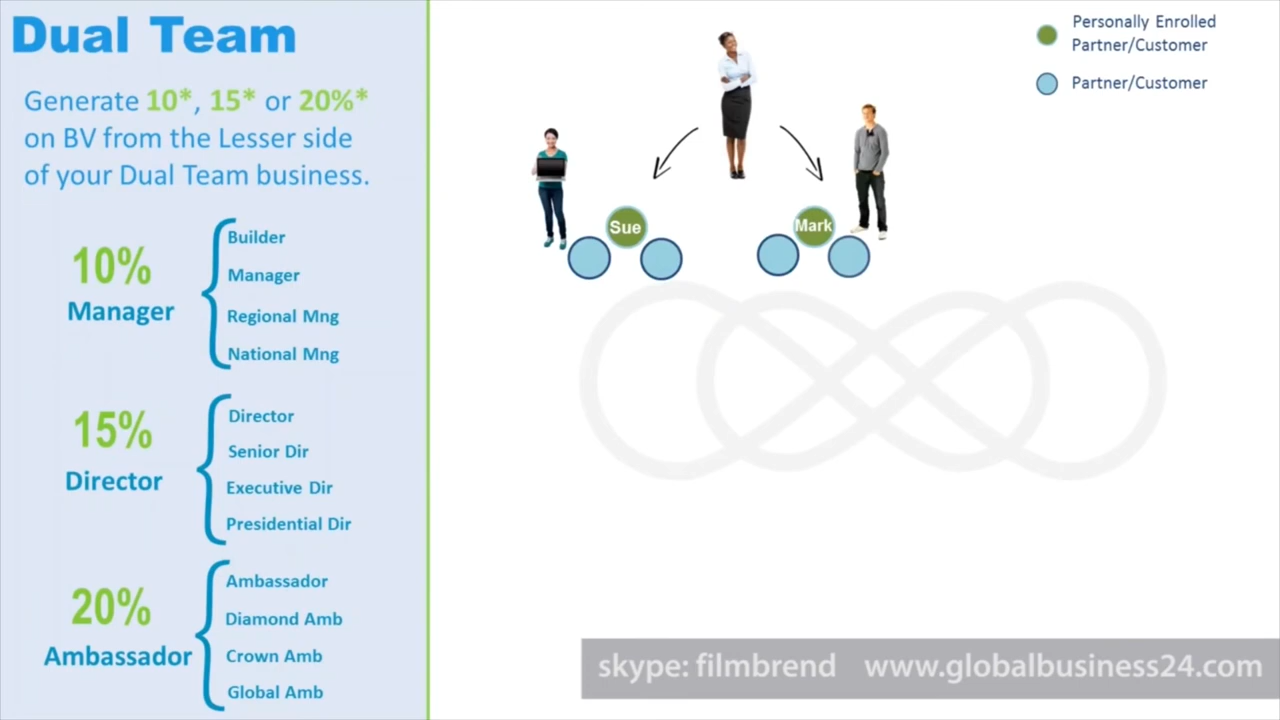 Dual Team
Generate 10*, 15* or 20%*
on BV from the Lesser side
of your Dual Team business.
10%
Manager
Builder
Manager
Regional Mng
National Mng
15%
Director
Director
Senior Dir
Executive Dir
Presidential Dir
20%
Ambassador
Ambassador
Diamond Amb
Crown Amb
Global Amb
Personally Enrolled
Partner/Customer
Partner/Customer
Sue
Mark
skype: filmbrend www.globalbusiness24.com